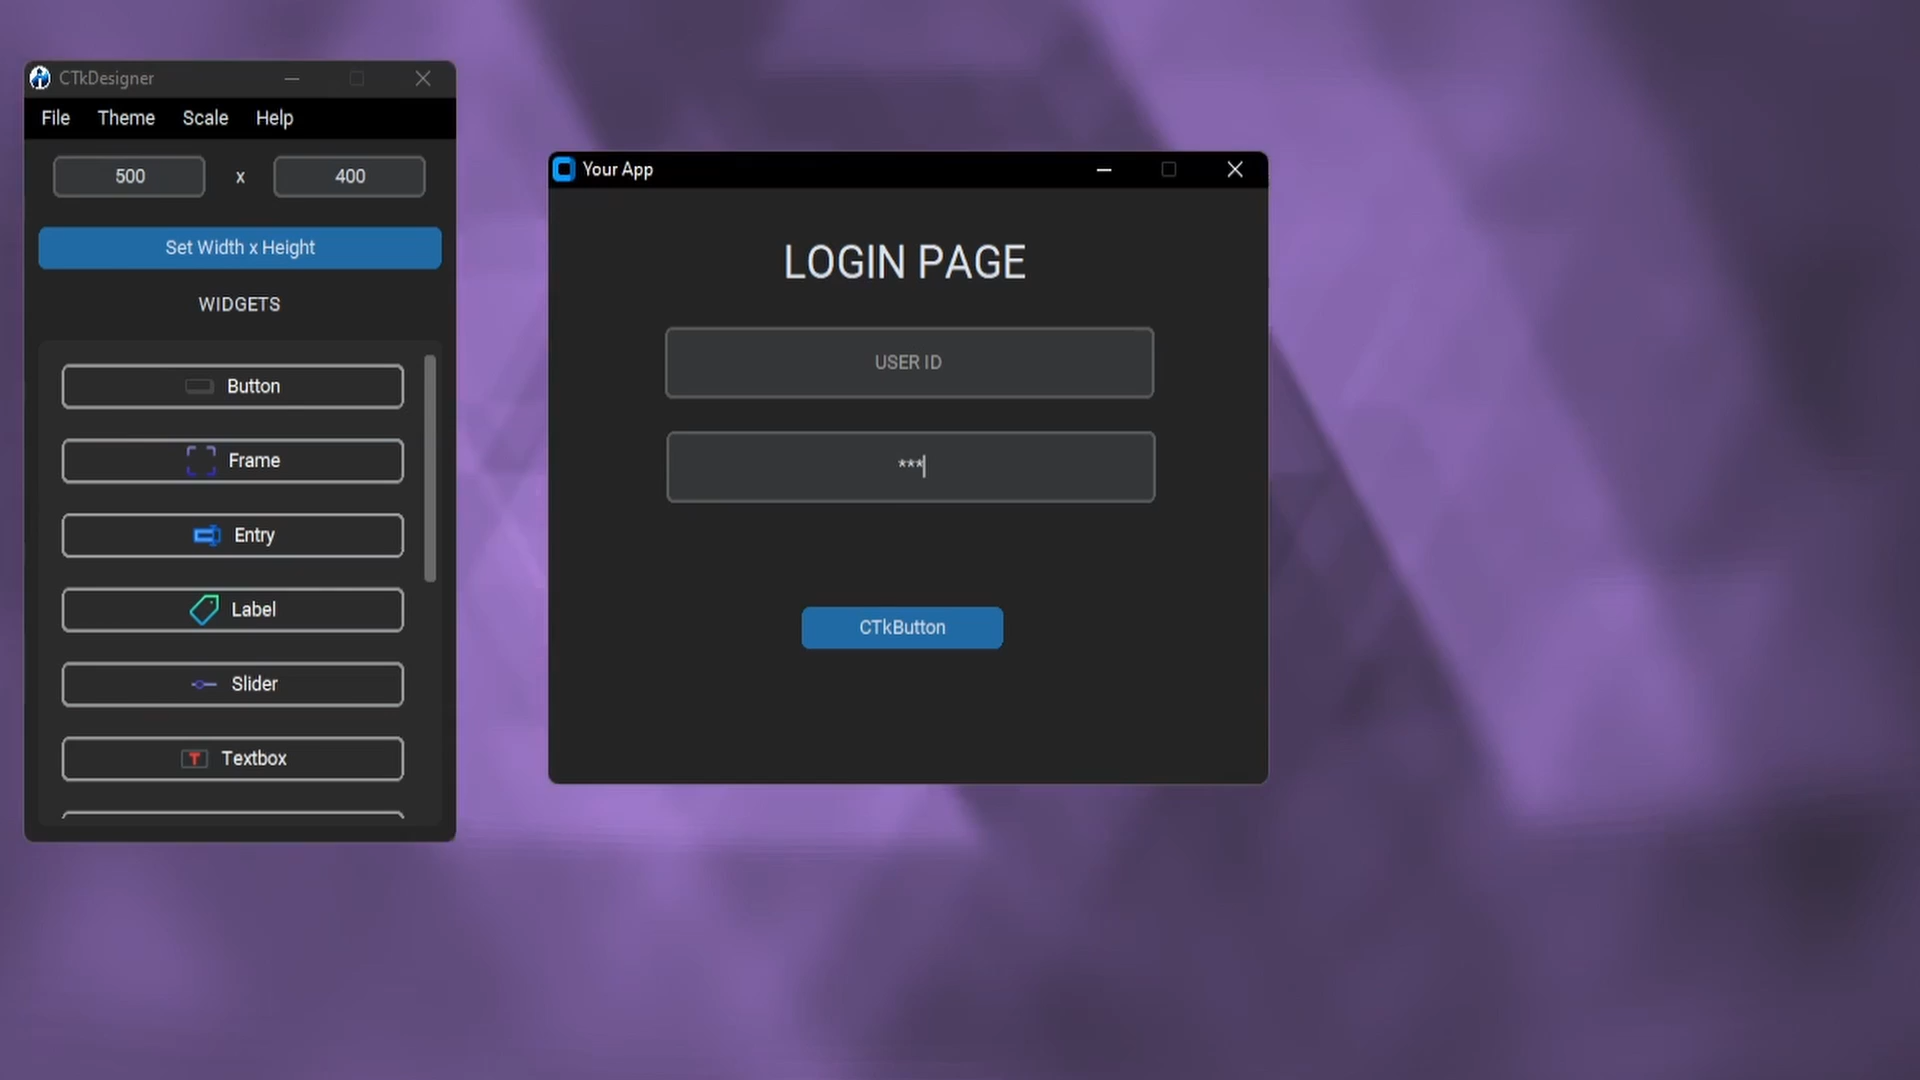 CTkDesigner
File Theme Scale Help
500 x 400
Set Width x Height
WIDGETS
Button
Frame
Entry
Label
Slider
Textbox
Your App
LOGIN PAGE
USER ID
***
CTkButton